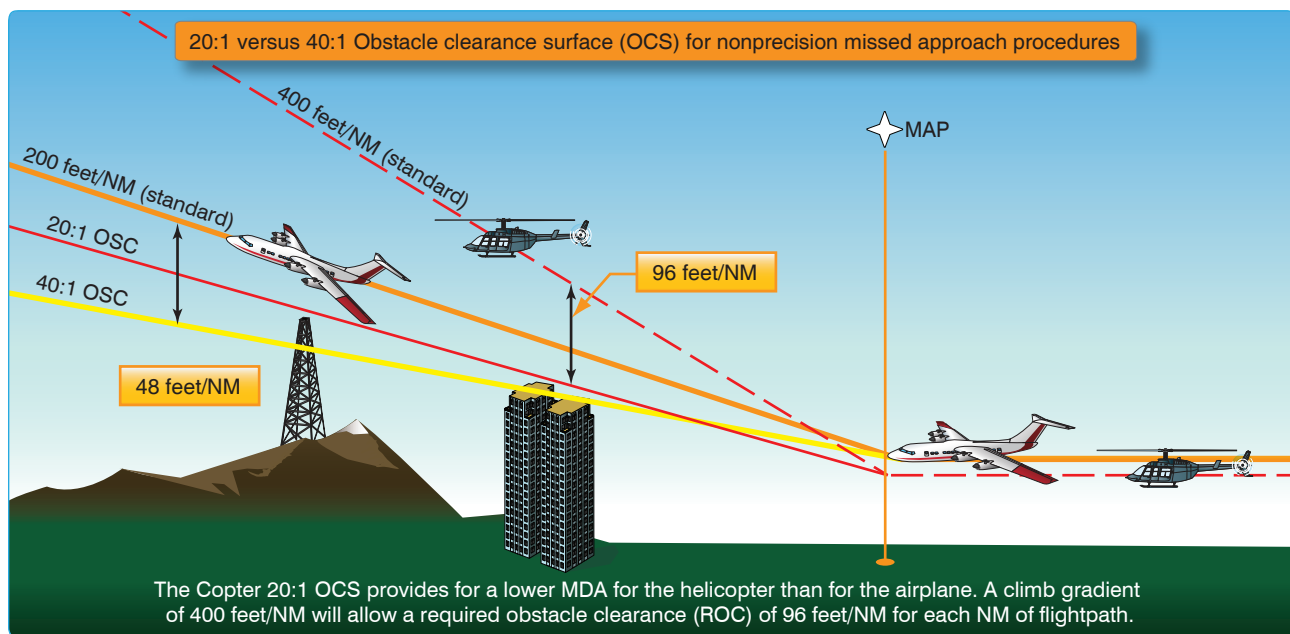 20:1 versus 40:1 Obstacle clearance surface (OCS) for nonprecision missed approach procedures
400 feet/NM (standard)
MAP
200 feet/NM (standard)
20:1 OSC
96 feet/NM
40:1 OSC
48 feet/NM
The Copter 20:1 OCS provides for a lower MDA for the helicopter than for the airplane. A climb gradient
of 400 feet/NM will allow a required obstacle clearance (ROC) of 96 feet/NM for each NM of flightpath.